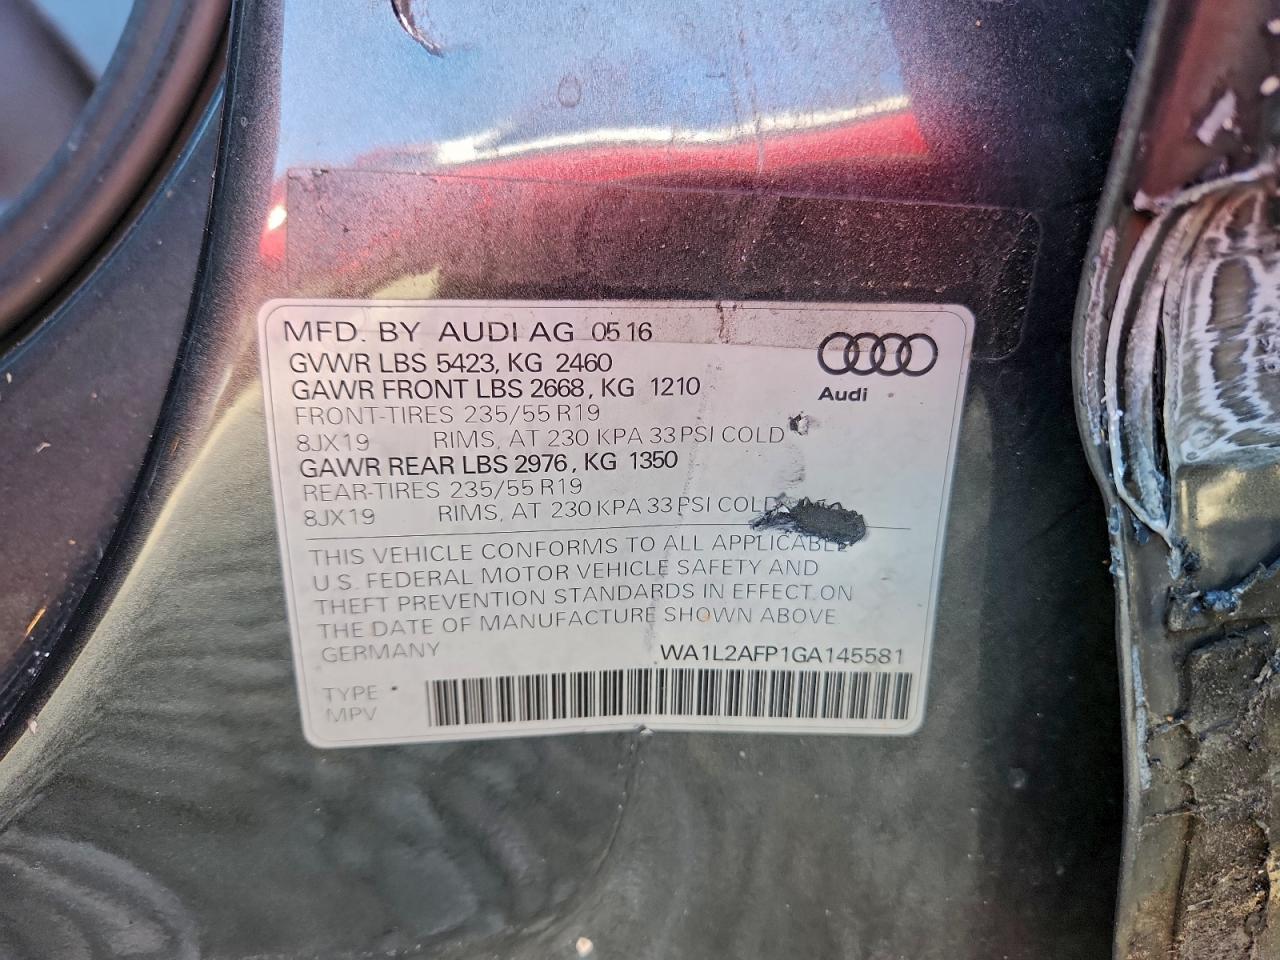 MFD. BY AUDI AG 05 16
GVWR LBS 5423, KG 2460
GAWR FRONT LBS 2668, KG 1210
FRONT-TIRES 235/55 R19
8JX19 RIMS, AT 230 KPA 33 PSI COLD
GAWR REAR LBS 2976, KG 1350
REAR-TIRES 235/55 R19
8JX19 RIMS, AT 230 KPA 33 PSI COLD
Audi
THIS VEHICLE CONFORMS TO ALL APPLICABLE
U.S. FEDERAL MOTOR VEHICLE SAFETY AND
THEFT PREVENTION STANDARDS IN EFFECT ON
THE DATE OF MANUFACTURE SHOWN ABOVE
GERMANY WA1L2AFP1GA145581
TYPE
MPV